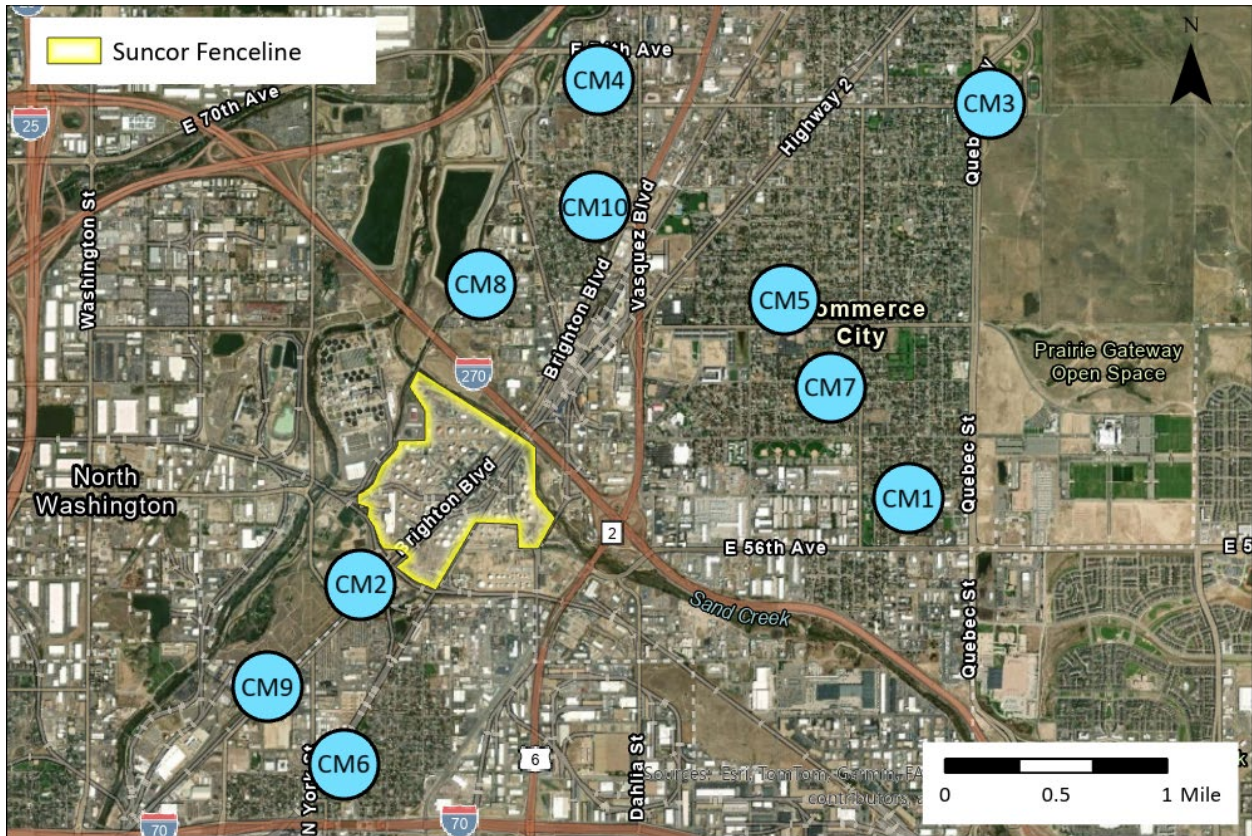 Suncor Fenceline
N
25
E 70th Ave
Ave
CM4
CM3
Highway 2
Washington St
CM10
Vasquez Blvd
CM8
CM5
Brighton Blvd
ommerce
City
Prairie Gateway
Open Space
270
CM7
North
Washington
Brighton Blvd
CM1
Quebec St
2
E 56th Ave
CM2
Sand Creek
Quebec St
CM9
CM6
6
N York St
Dahlia St
Sources: Esri, TomTom, Garmin, FA
contributors, a
0
0.5
1 Mile
70
70